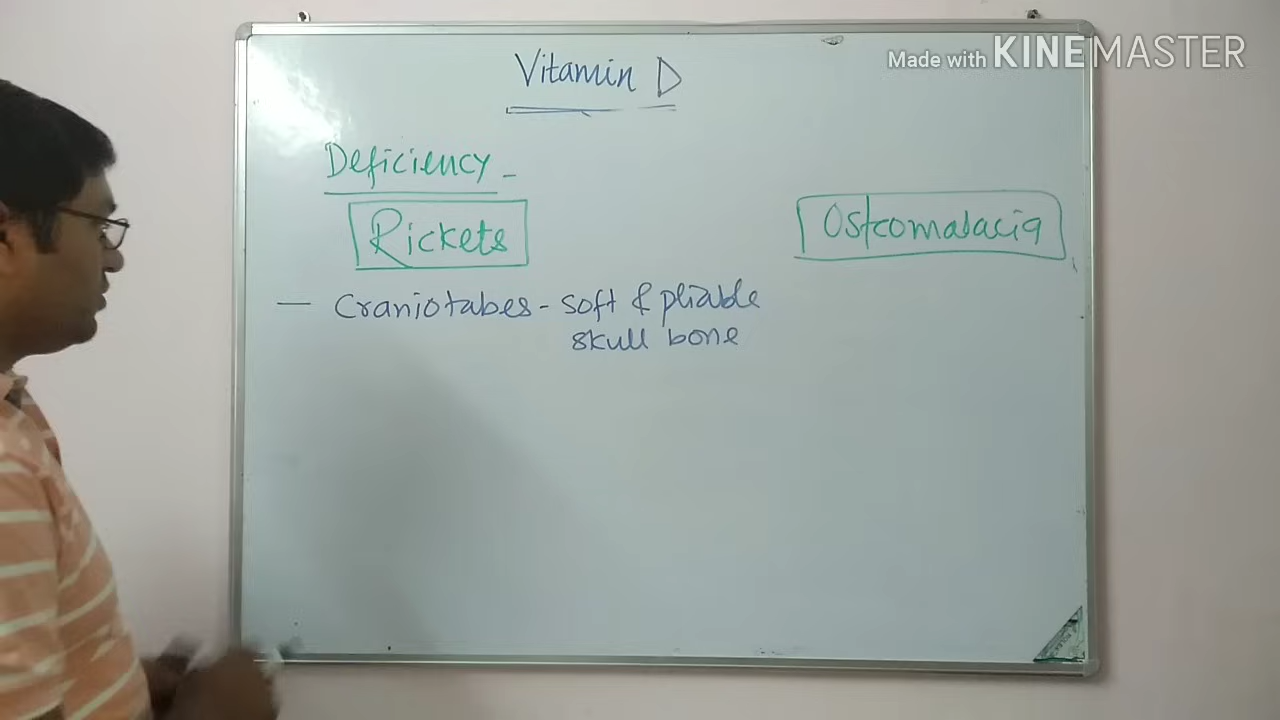 Made with KINEMASTER
Vitamin D
Deficiency -
Rickets
Osteomalacia
— Craniotabes - soft & pliable
skull bone